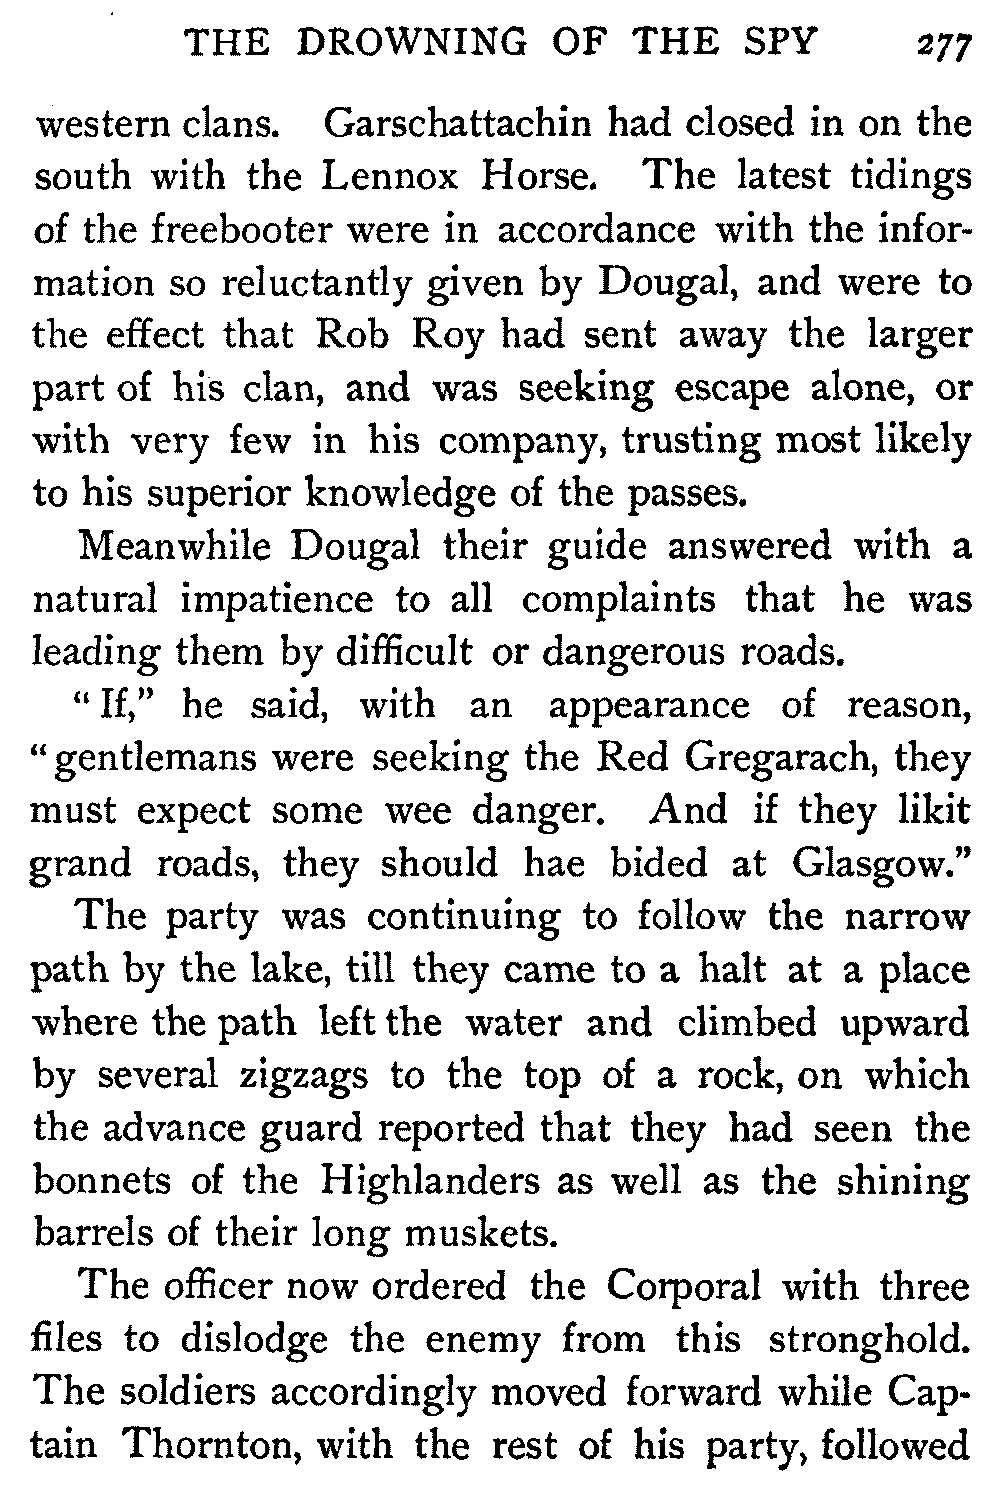 THE DROWNING OF THE SPY 277
western clans. Garschattachin had closed in on the
south with the Lennox Horse. The latest tidings
of the freebooter were in accordance with the infor-
mation so reluctantly given by Dougal, and were to
the effect that Rob Roy had sent away the larger
part of his clan, and was seeking escape alone, or
with very few in his company, trusting most likely
to his superior knowledge of the passes.
Meanwhile Dougal their guide answered with a
natural impatience to all complaints that he was
leading them by difficult or dangerous roads.
“If,” he said, with an appearance of reason,
“gentlemans were seeking the Red Gregarach, they
must expect some wee danger. And if they likit
grand roads, they should hae bided at Glasgow.”
The party was continuing to follow the narrow
path by the lake, till they came to a halt at a place
where the path left the water and climbed upward
by several zigzags to the top of a rock, on which
the advance guard reported that they had seen the
bonnets of the Highlanders as well as the shining
barrels of their long muskets.
The officer now ordered the Corporal with three
files to dislodge the enemy from this stronghold.
The soldiers accordingly moved forward while Cap-
tain Thornton, with the rest of his party, followed